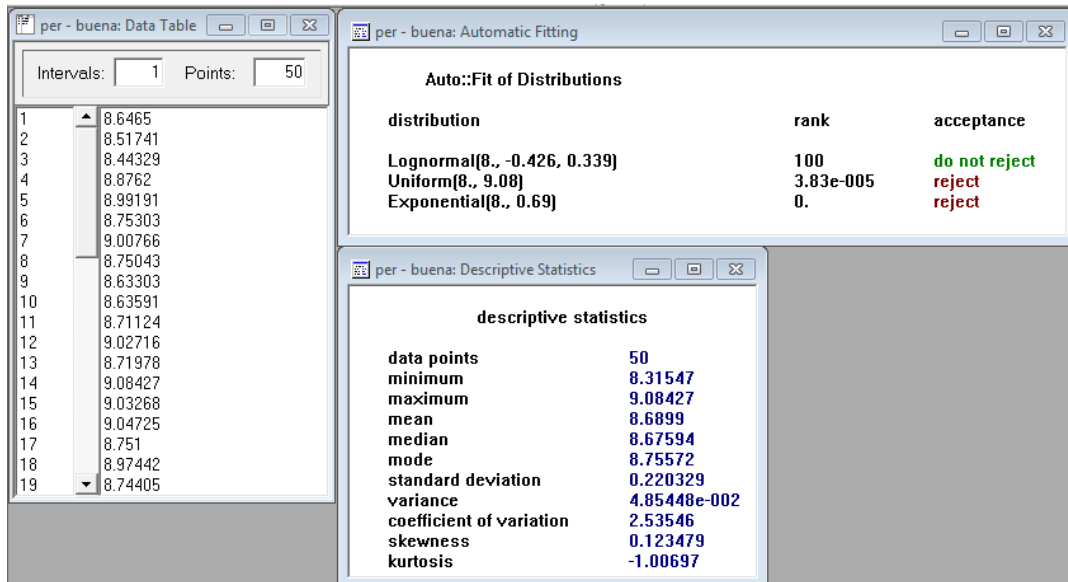 per - buena: Data Table
Intervals: 1 Points: 50
1 8.6465
2 8.51741
3 8.44329
4 8.8762
5 8.99191
6 8.75303
7 9.00766
8 8.75043
9 8.63303
10 8.63591
11 8.71124
12 9.02716
13 8.71978
14 9.08427
15 9.03268
16 9.04725
17 8.751
18 8.97442
19 8.74405
per - buena: Automatic Fitting
Auto::Fit of Distributions
distribution rank acceptance
Lognormal(8., -0.426, 0.339) 100 do not reject
Uniform(8., 9.08) 3.83e-005 reject
Exponential(8., 0.69) 0. reject
per - buena: Descriptive Statistics
descriptive statistics
data points 50
minimum 8.31547
maximum 9.08427
mean 8.6899
median 8.67594
mode 8.75572
standard deviation 0.220329
variance 4.85448e-002
coefficient of variation 2.53546
skewness 0.123479
kurtosis -1.00697